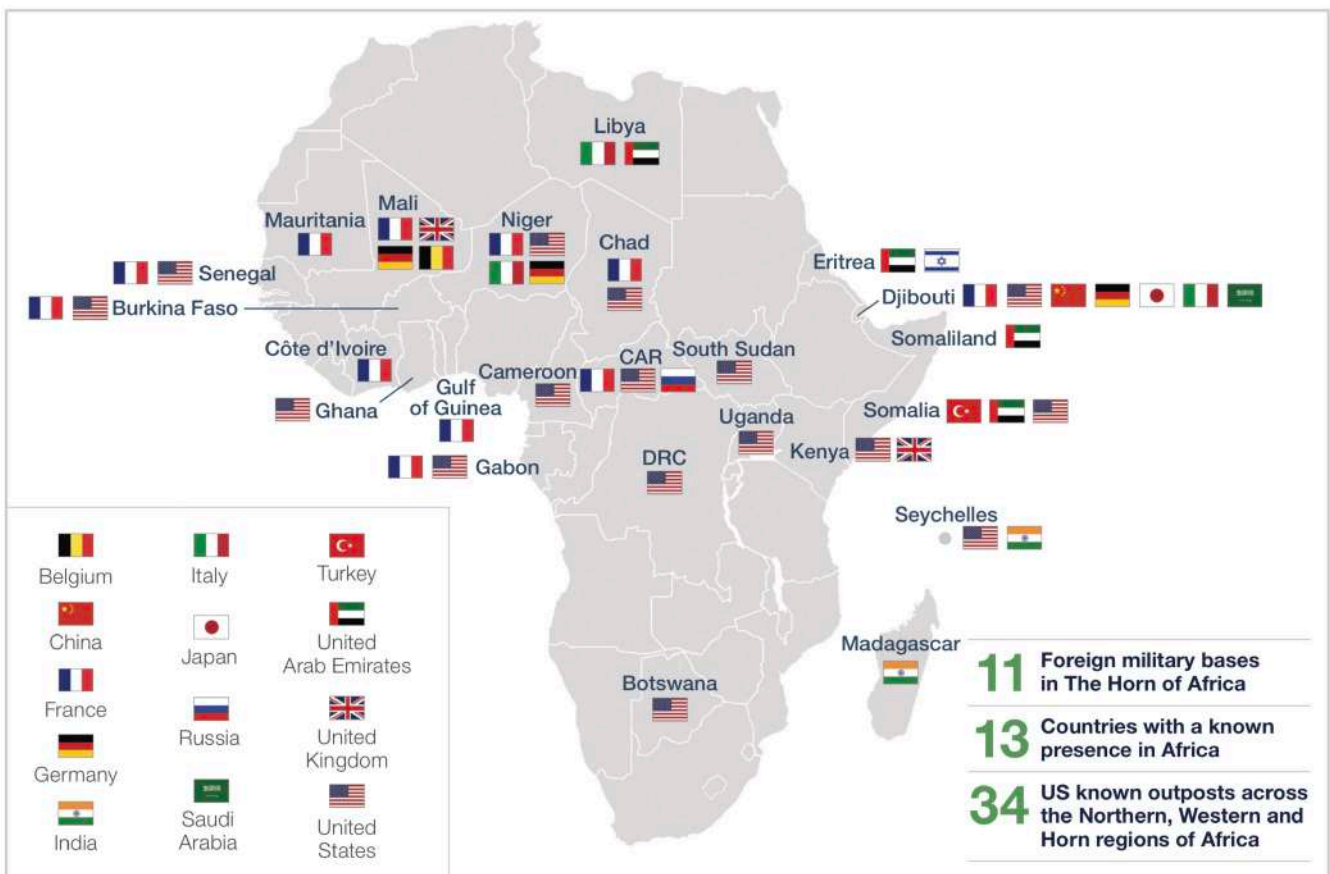 Libya
Mali
Mauritania
Niger
Chad
Senegal
Burkina Faso
Eritrea
Djibouti
Somaliland
Côte d'Ivoire
Ghana
Gulf
of Guinea
Cameroon
CAR
South Sudan
Uganda
Somalia
Kenya
Gabon
DRC
Seychelles
Madagascar
Botswana
Belgium
China
France
Germany
India
Italy
Japan
Russia
Saudi
Arabia
Turkey
United
Arab Emirates
United
Kingdom
United
States
11 Foreign military bases
in The Horn of Africa
13 Countries with a known
presence in Africa
34 US known outposts across
the Northern, Western and
Horn regions of Africa